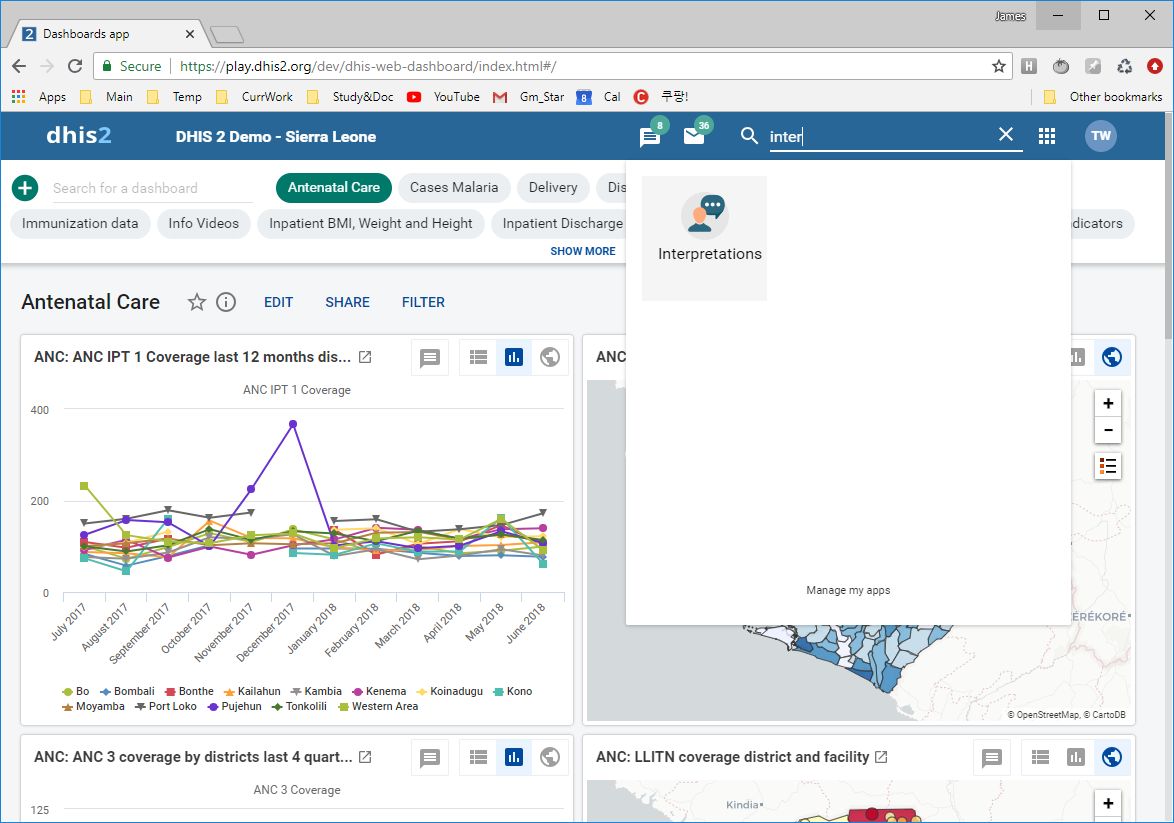 James
2 Dashboards app
Secure https://play.dhis2.org/dev/dhis-web-dashboard/index.html#/
H
Apps Main Temp CurrWork Study&Doc YouTube Gm_Star 8 Cal C 쿠팡! Other bookmarks
dhis2 DHIS 2 Demo - Sierra Leone 8 36 inter TW
Search for a dashboard Antenatal Care Cases Malaria Delivery Dis
Immunization data Info Videos Inpatient BMI, Weight and Height Inpatient Discharge dicators
SHOW MORE
Interpretations
Manage my apps
Antenatal Care EDIT SHARE FILTER
ANC: ANC IPT 1 Coverage last 12 months dis...
ANC IPT 1 Coverage
400
200
0
July 2017 August 2017 September 2017 October 2017 November 2017 December 2017 January 2018 February 2018 March 2018 April 2018 May 2018 June 2018
Bo Bombali Bonthe Kailahun Kambia Kenema Koinadugu Kono
Moyamba Port Loko Pujehun Tonkolili Western Area
ANC
+
−
ÉRÉKORÉ
© OpenStreetMap, © CartoDB
ANC: ANC 3 coverage by districts last 4 quart...
ANC 3 Coverage
125
ANC: LLITN coverage district and facility
Kindia
+